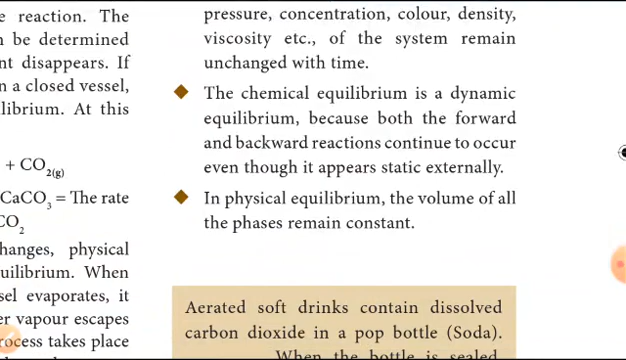 e reaction. The
n be determined
nt disappears. If
n a closed vessel,
librium. At this
+ CO2(g)
CaCO3 = The rate
CO2
hanges, physical
uilibrium. When
sel evaporates, it
er vapour escapes
rocess takes place
pressure, concentration, colour, density,
viscosity etc., of the system remain
unchanged with time.
The chemical equilibrium is a dynamic
equilibrium, because both the forward
and backward reactions continue to occur
even though it appears static externally.
In physical equilibrium, the volume of all
the phases remain constant.
Aerated soft drinks contain dissolved
carbon dioxide in a pop bottle (Soda).
When the bottle is sealed,